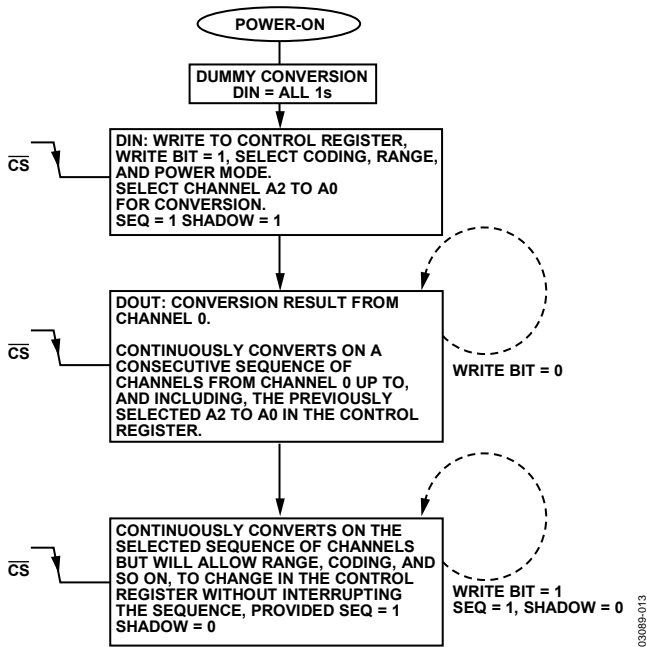 POWER-ON
DUMMY CONVERSION
DIN = ALL 1s
CS
DIN: WRITE TO CONTROL REGISTER,
WRITE BIT = 1, SELECT CODING, RANGE,
AND POWER MODE.
SELECT CHANNEL A2 TO A0
FOR CONVERSION.
SEQ = 1 SHADOW = 1
CS
DOUT: CONVERSION RESULT FROM
CHANNEL 0.
CONTINUOUSLY CONVERTS ON A
CONSECUTIVE SEQUENCE OF
CHANNELS FROM CHANNEL 0 UP TO,
AND INCLUDING, THE PREVIOUSLY
SELECTED A2 TO A0 IN THE CONTROL
REGISTER.
WRITE BIT = 0
CS
CONTINUOUSLY CONVERTS ON THE
SELECTED SEQUENCE OF CHANNELS
BUT WILL ALLOW RANGE, CODING, AND
SO ON, TO CHANGE IN THE CONTROL
REGISTER WITHOUT INTERRUPTING
THE SEQUENCE, PROVIDED SEQ = 1
SHADOW = 0
WRITE BIT = 1
SEQ = 1, SHADOW = 0
03089-013